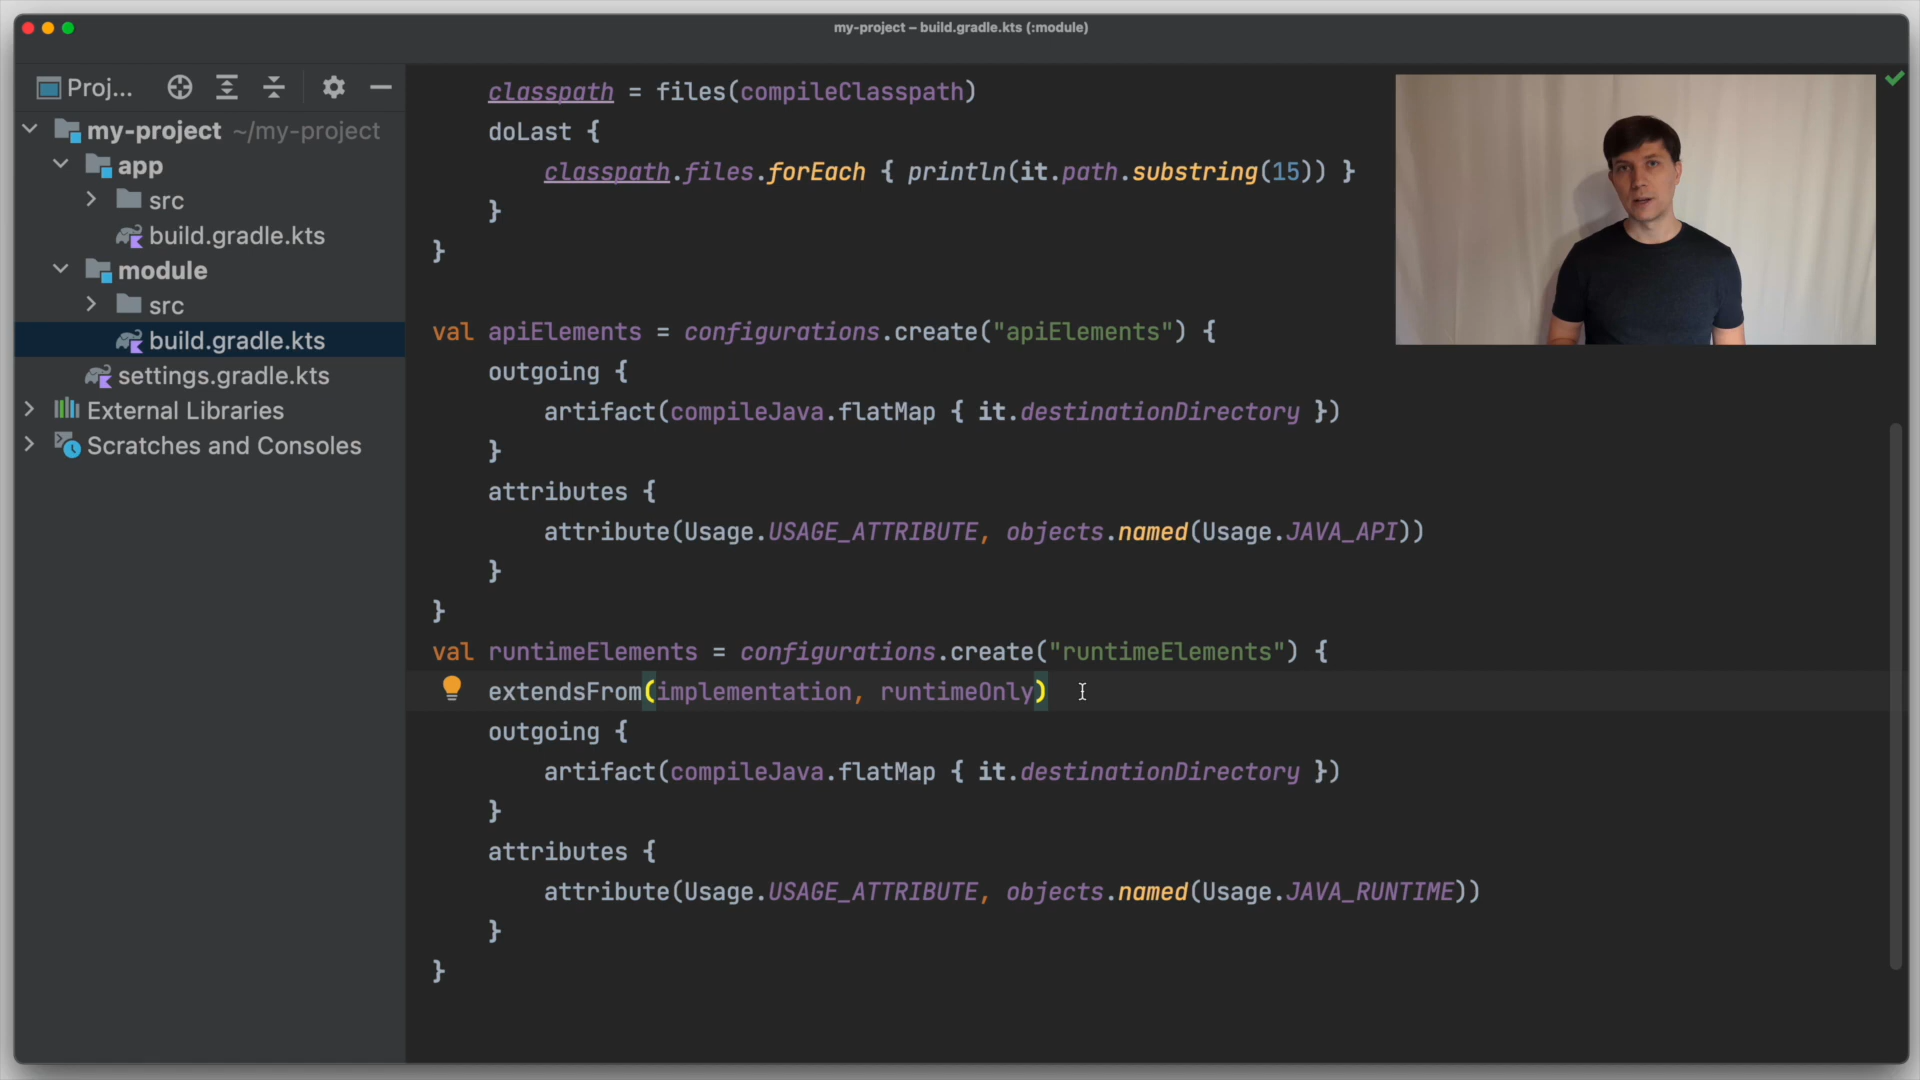 my-project – build.gradle.kts (:module)
Proj...
my-project ~/my-project
app
src
build.gradle.kts
module
src
build.gradle.kts
settings.gradle.kts
External Libraries
Scratches and Consoles
classpath = files(compileClasspath)
doLast {
classpath.files.forEach { println(it.path.substring(15)) }
}
}
val apiElements = configurations.create("apiElements") {
outgoing {
artifact(compileJava.flatMap { it.destinationDirectory })
}
attributes {
attribute(Usage.USAGE_ATTRIBUTE, objects.named(Usage.JAVA_API))
}
}
val runtimeElements = configurations.create("runtimeElements") {
extendsFrom(implementation, runtimeOnly)
outgoing {
artifact(compileJava.flatMap { it.destinationDirectory })
}
attributes {
attribute(Usage.USAGE_ATTRIBUTE, objects.named(Usage.JAVA_RUNTIME))
}
}